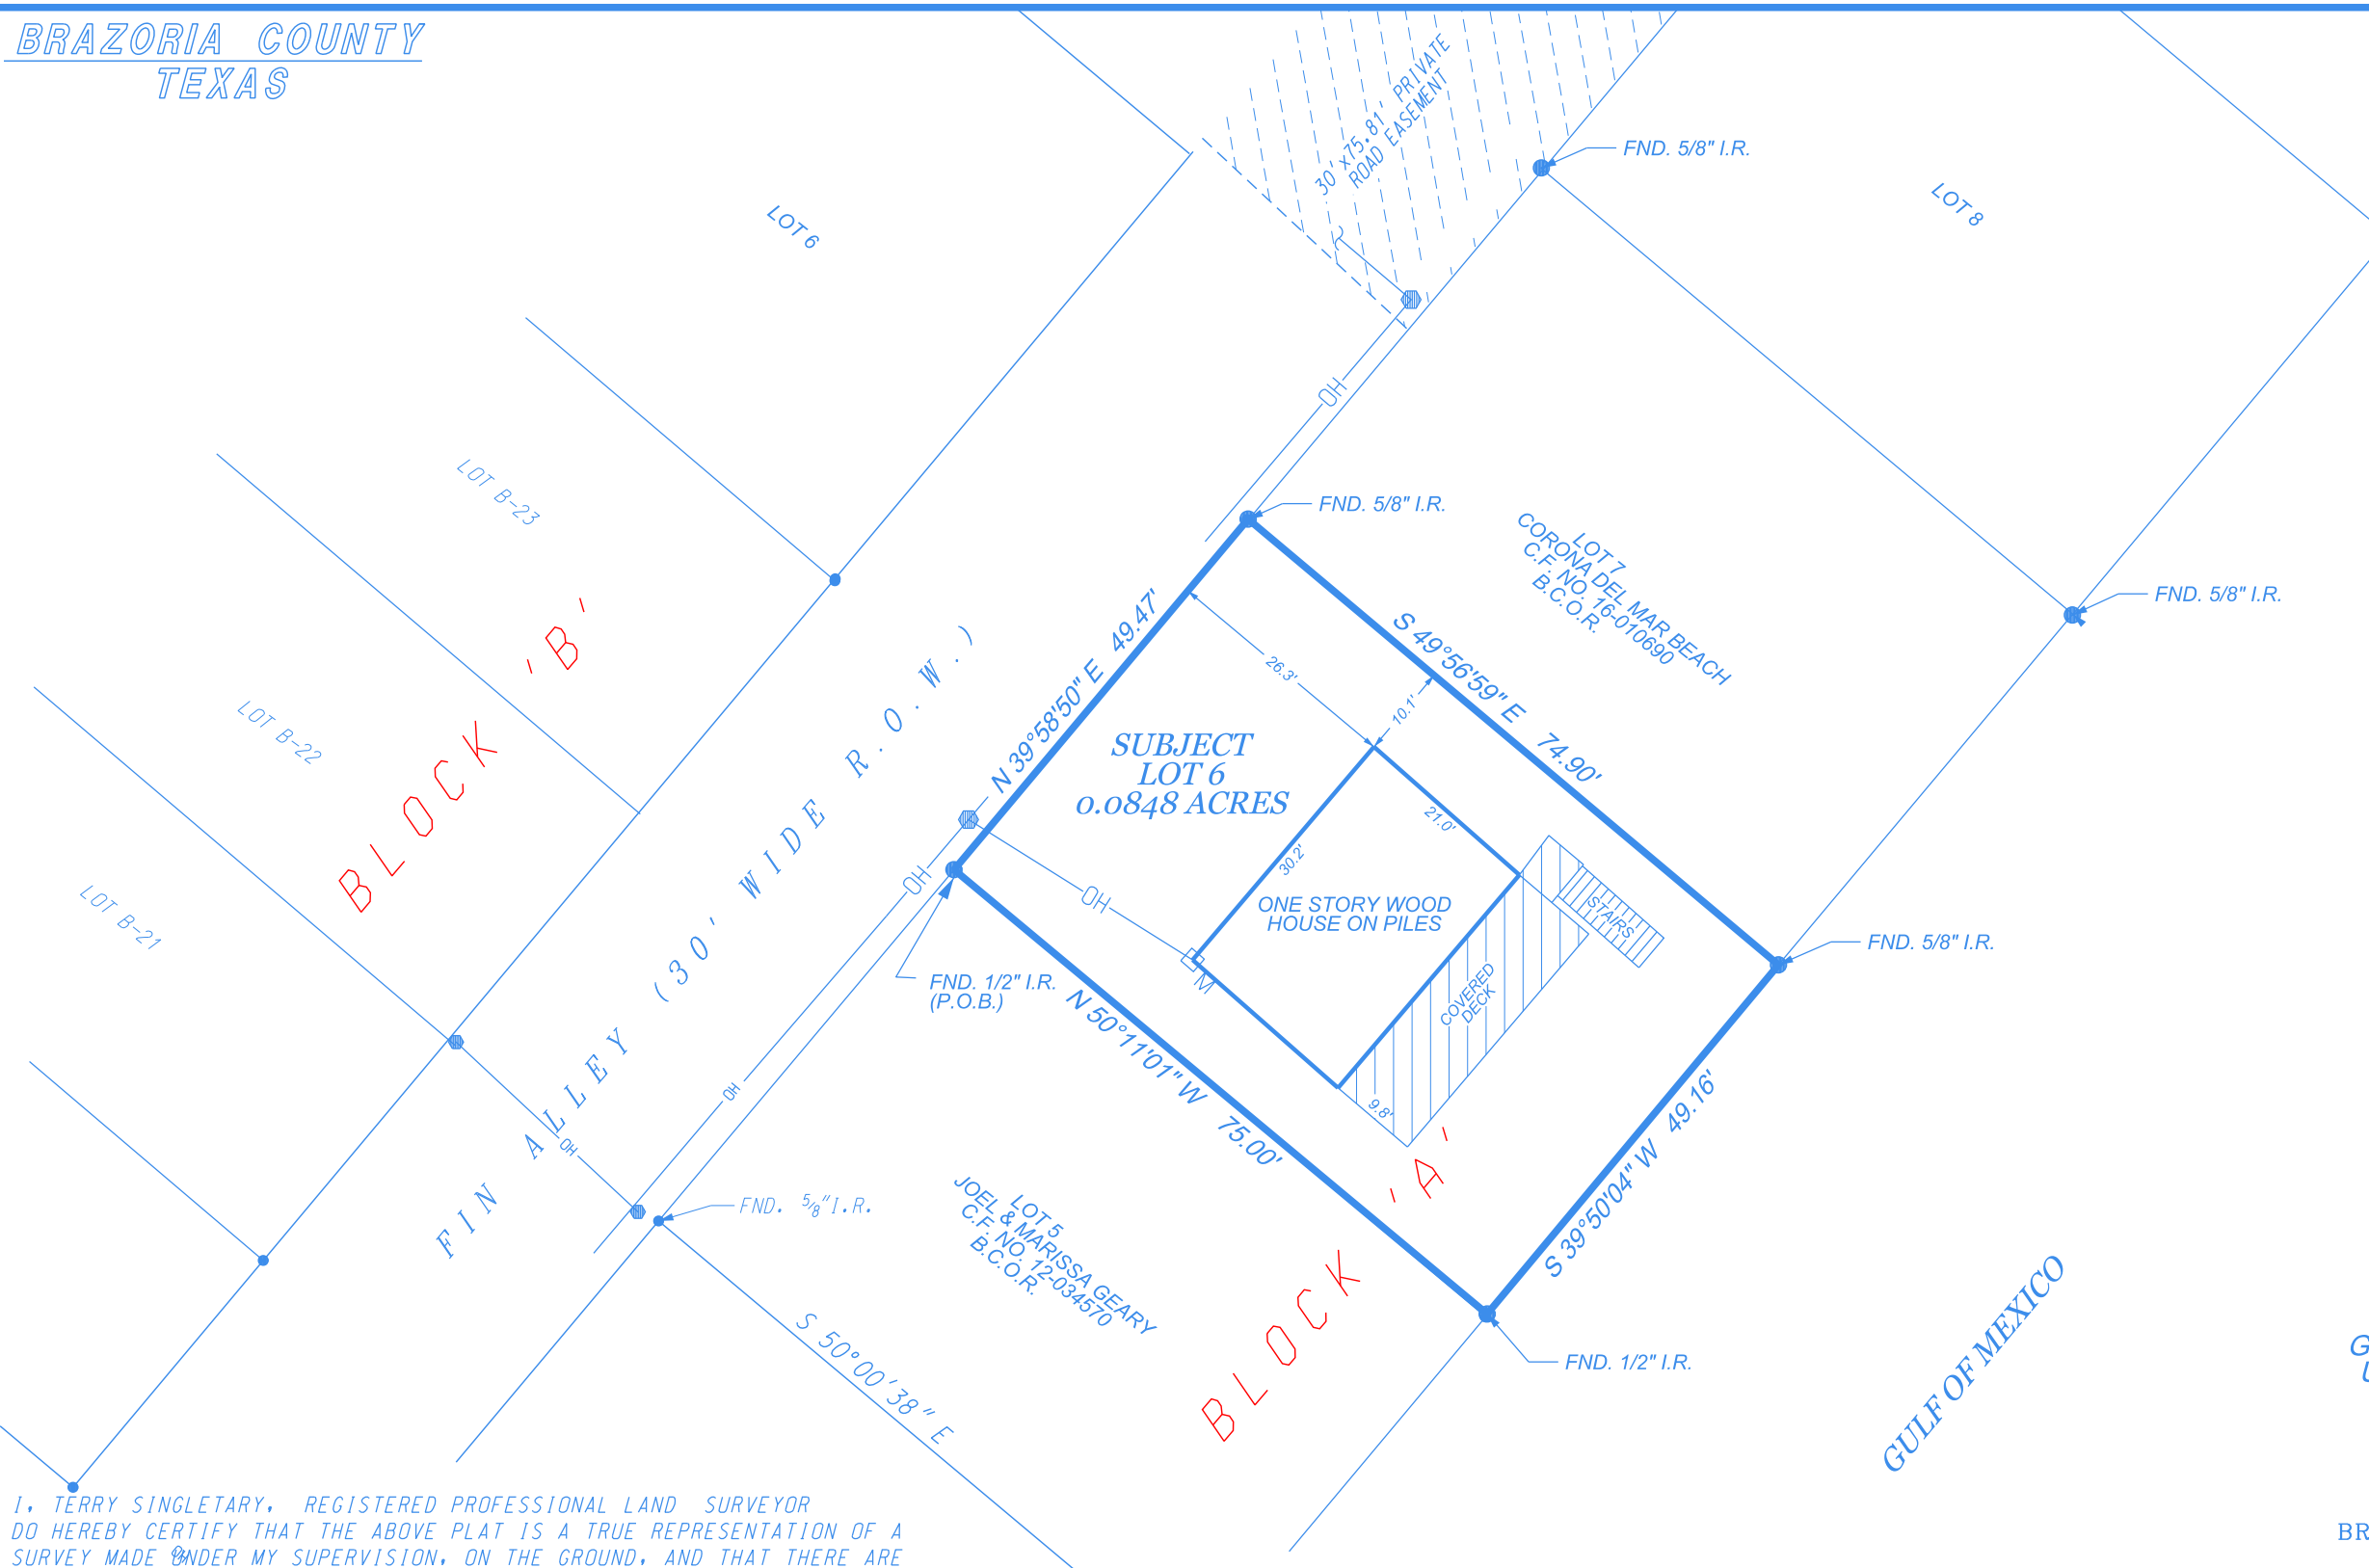 BRAZORIA COUNTY
TEXAS
30' x75.81' PRIVATE
ROAD EASEMENT
FND. 5/8" I.R.
LOT 8
LOT 6
LOT B-23
FND. 5/8" I.R.
LOT 7
CORONA DEL MAR BEACH
C.F. NO. 16-010690
B.C.O.R.
FND. 5/8" I.R.
OH
N 39°58'50" E 49.47'
S 49°56'59" E 74.90'
26.3'
10.1'
BLOCK 'B'
LOT B-22
SUBJECT
LOT 6
0.0848 ACRES
21.0'
30.2'
LOT B-21
FIN ALLEY (30' WIDE R.O.W.)
OH
OH
ONE STORY WOOD
HOUSE ON PILES
STAIRS
FND. 5/8" I.R.
M
COVERED
DECK
FND. 1/2" I.R.
(P.O.B.)
N 50°11'01" W 75.00'
9.8'
OH
OH
S 39°50'04" W 49.16'
FND. 5/8" I.R.
LOT 5
JOEL & MARISSA GEARY
C.F. NO. 12-034570
B.C.O.R.
BLOCK 'A'
S 50°00'38" E
FND. 1/2" I.R.
GULF OF MEXICO
G
BR
I, TERRY SINGLETARY, REGISTERED PROFESSIONAL LAND SURVEYOR
DO HEREBY CERTIFY THAT THE ABOVE PLAT IS A TRUE REPRESENTATION OF A
SURVEY MADE UNDER MY SUPERVISION, ON THE GROUND, AND THAT THERE ARE